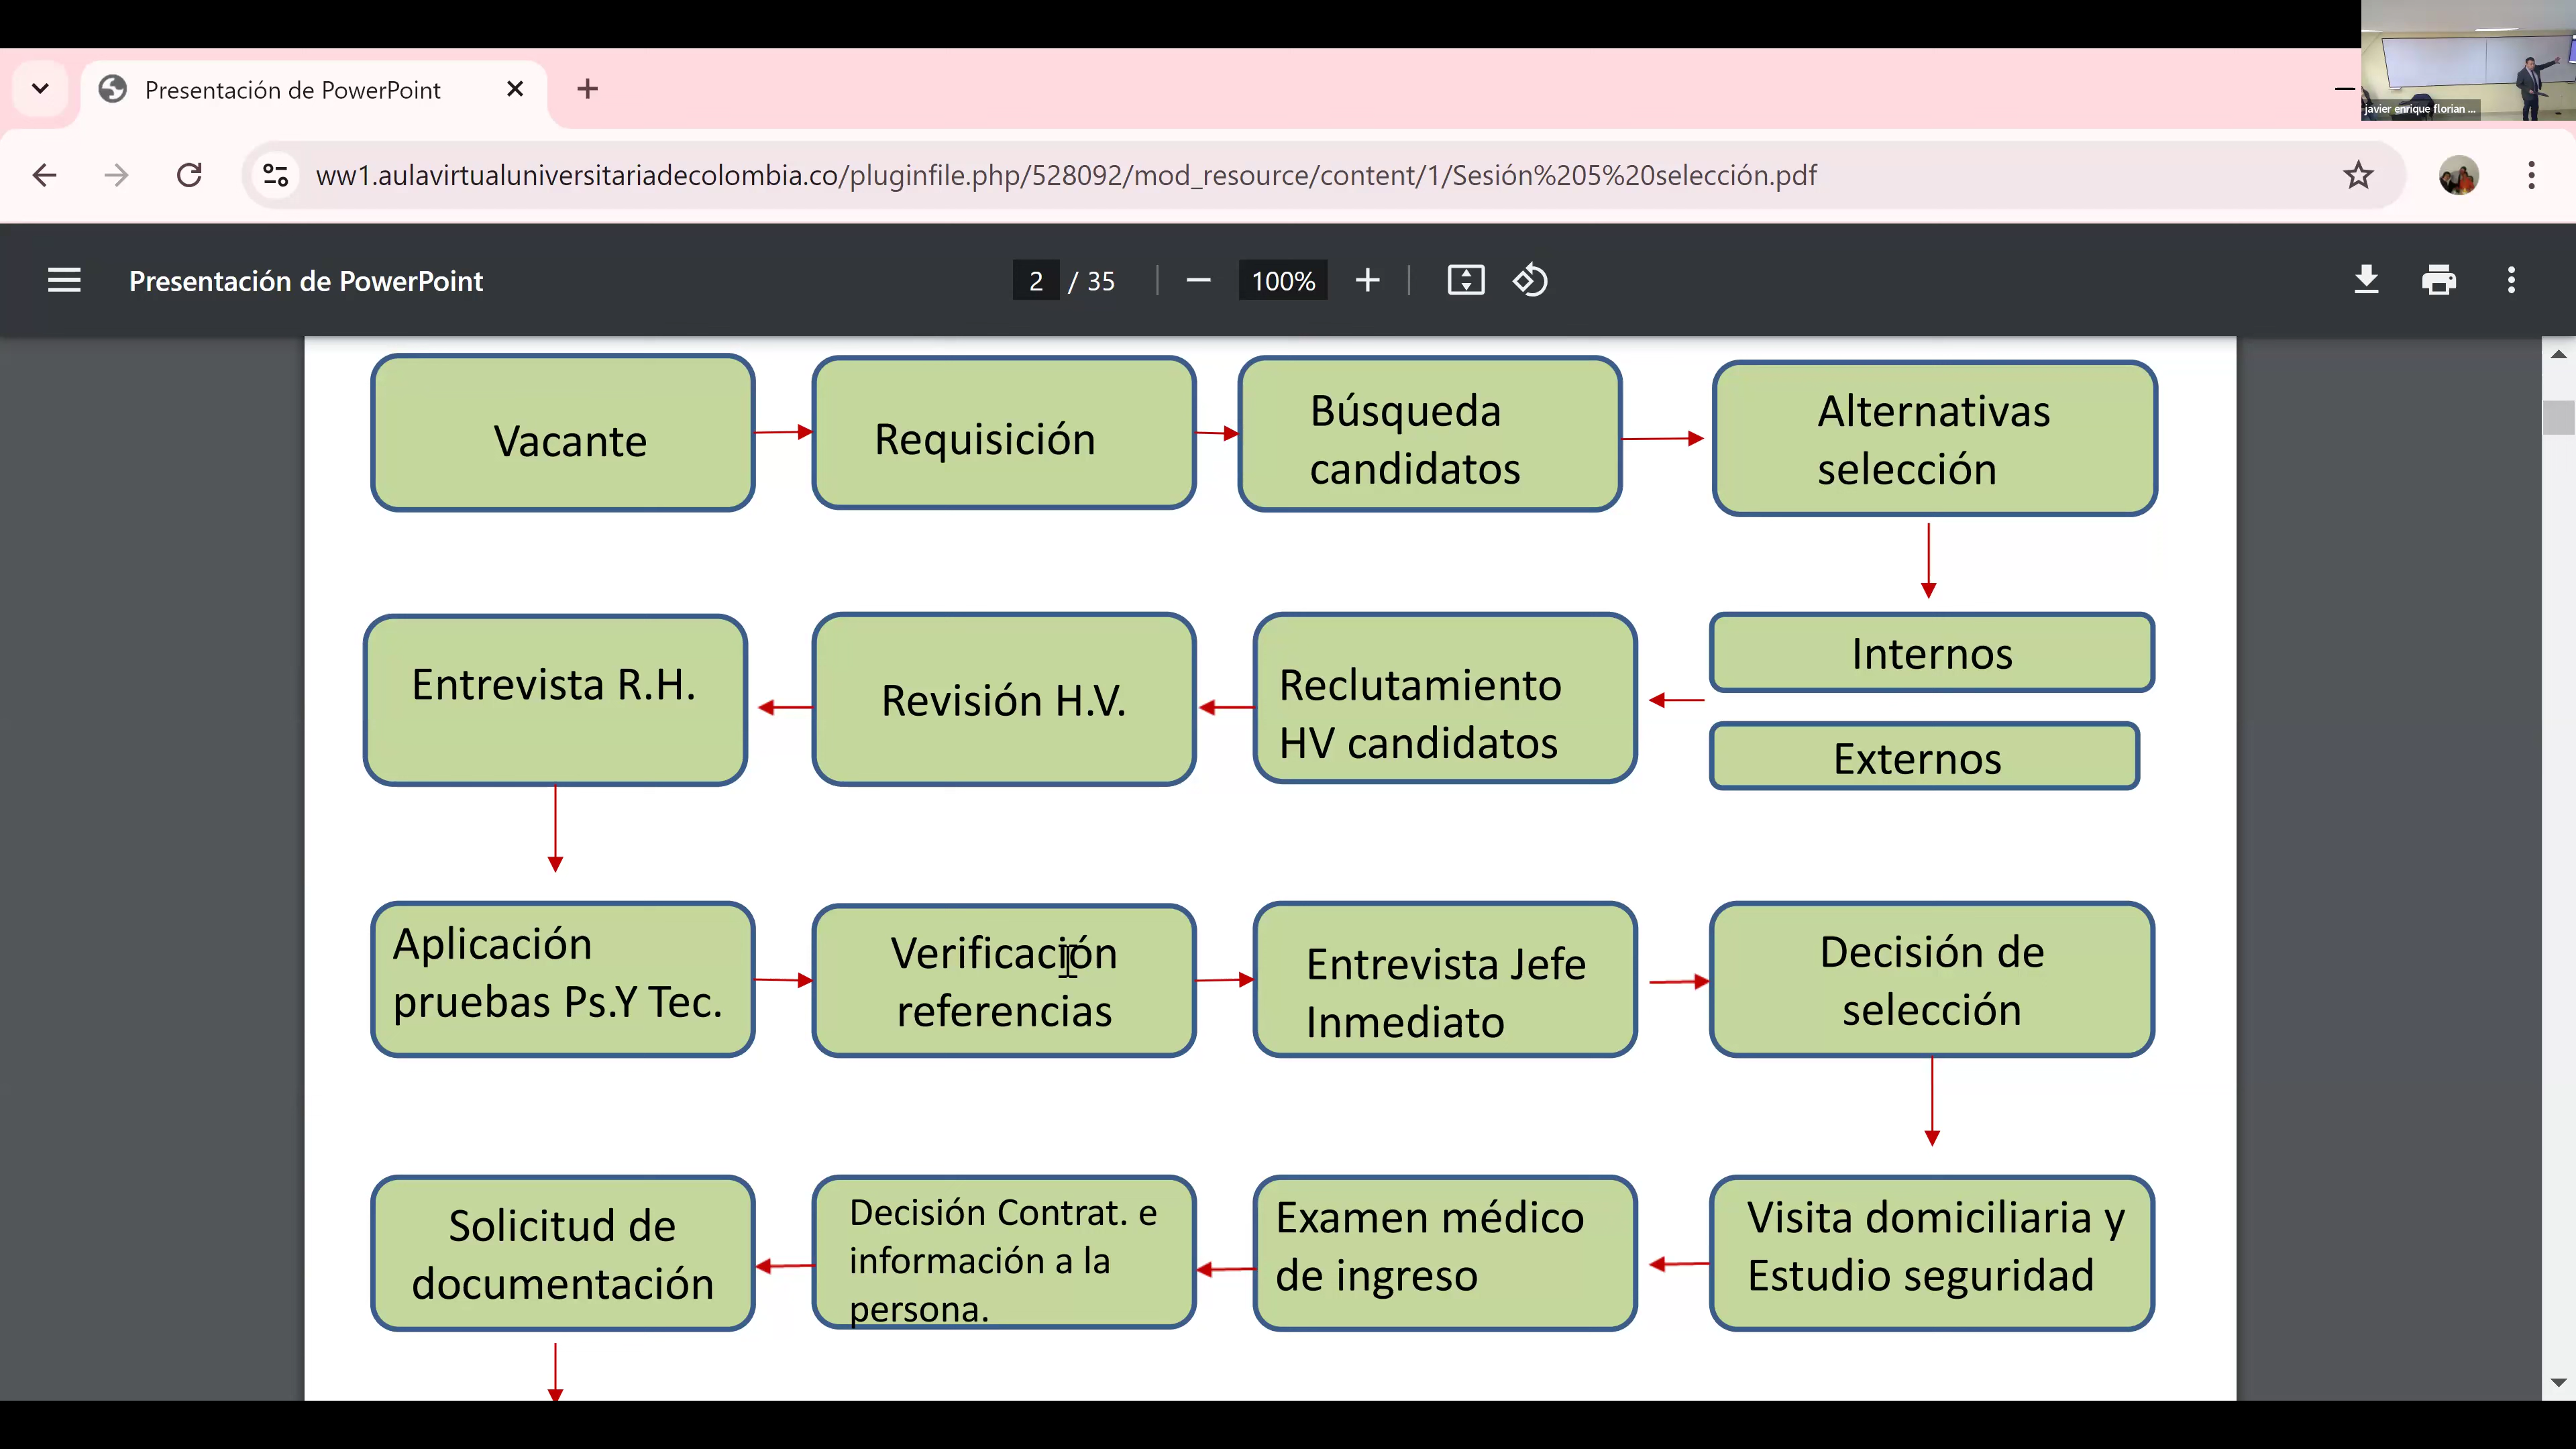 Presentación de PowerPoint
javier enrique florian ...
ww1.aulavirtualuniversitariadecolombia.co/pluginfile.php/528092/mod_resource/content/1/Sesión%205%20selección.pdf
Presentación de PowerPoint
2 / 35
100%
Vacante
Requisición
Búsqueda
candidatos
Alternativas
selección
Entrevista R.H.
Revisión H.V.
Reclutamiento
HV candidatos
Internos
Externos
Aplicación
pruebas Ps.Y Tec.
Verificación
referencias
Entrevista Jefe
Inmediato
Decisión de
selección
Solicitud de
documentación
Decisión Contrat. e
información a la
persona.
Examen médico
de ingreso
Visita domiciliaria y
Estudio seguridad